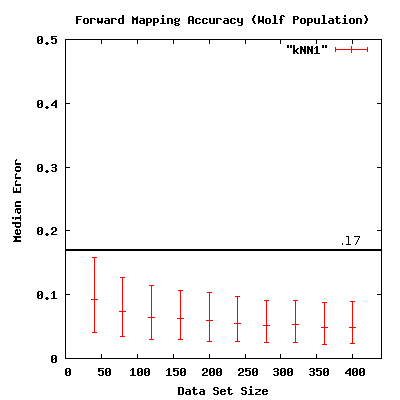 Forward Mapping Accuracy (Wolf Population)
0.5
"kNN1"
0.4
0.3
Median Error
0.2
.17
0.1
0
0 50 100 150 200 250 300 350 400
Data Set Size